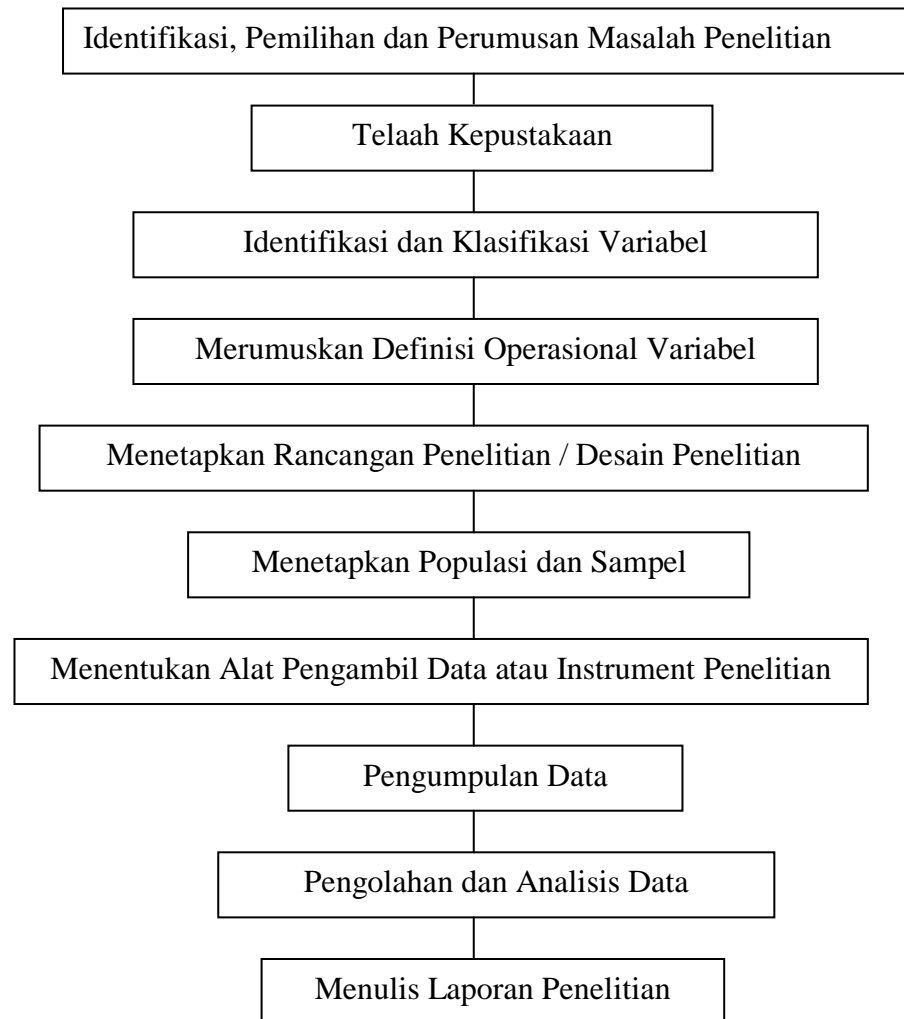 Identifikasi, Pemilihan dan Perumusan Masalah Penelitian
Telaah Kepustakaan
Identifikasi dan Klasifikasi Variabel
Merumuskan Definisi Operasional Variabel
Menetapkan Rancangan Penelitian / Desain Penelitian
Menetapkan Populasi dan Sampel
Menentukan Alat Pengambil Data atau Instrument Penelitian
Pengumpulan Data
Pengolahan dan Analisis Data
Menulis Laporan Penelitian